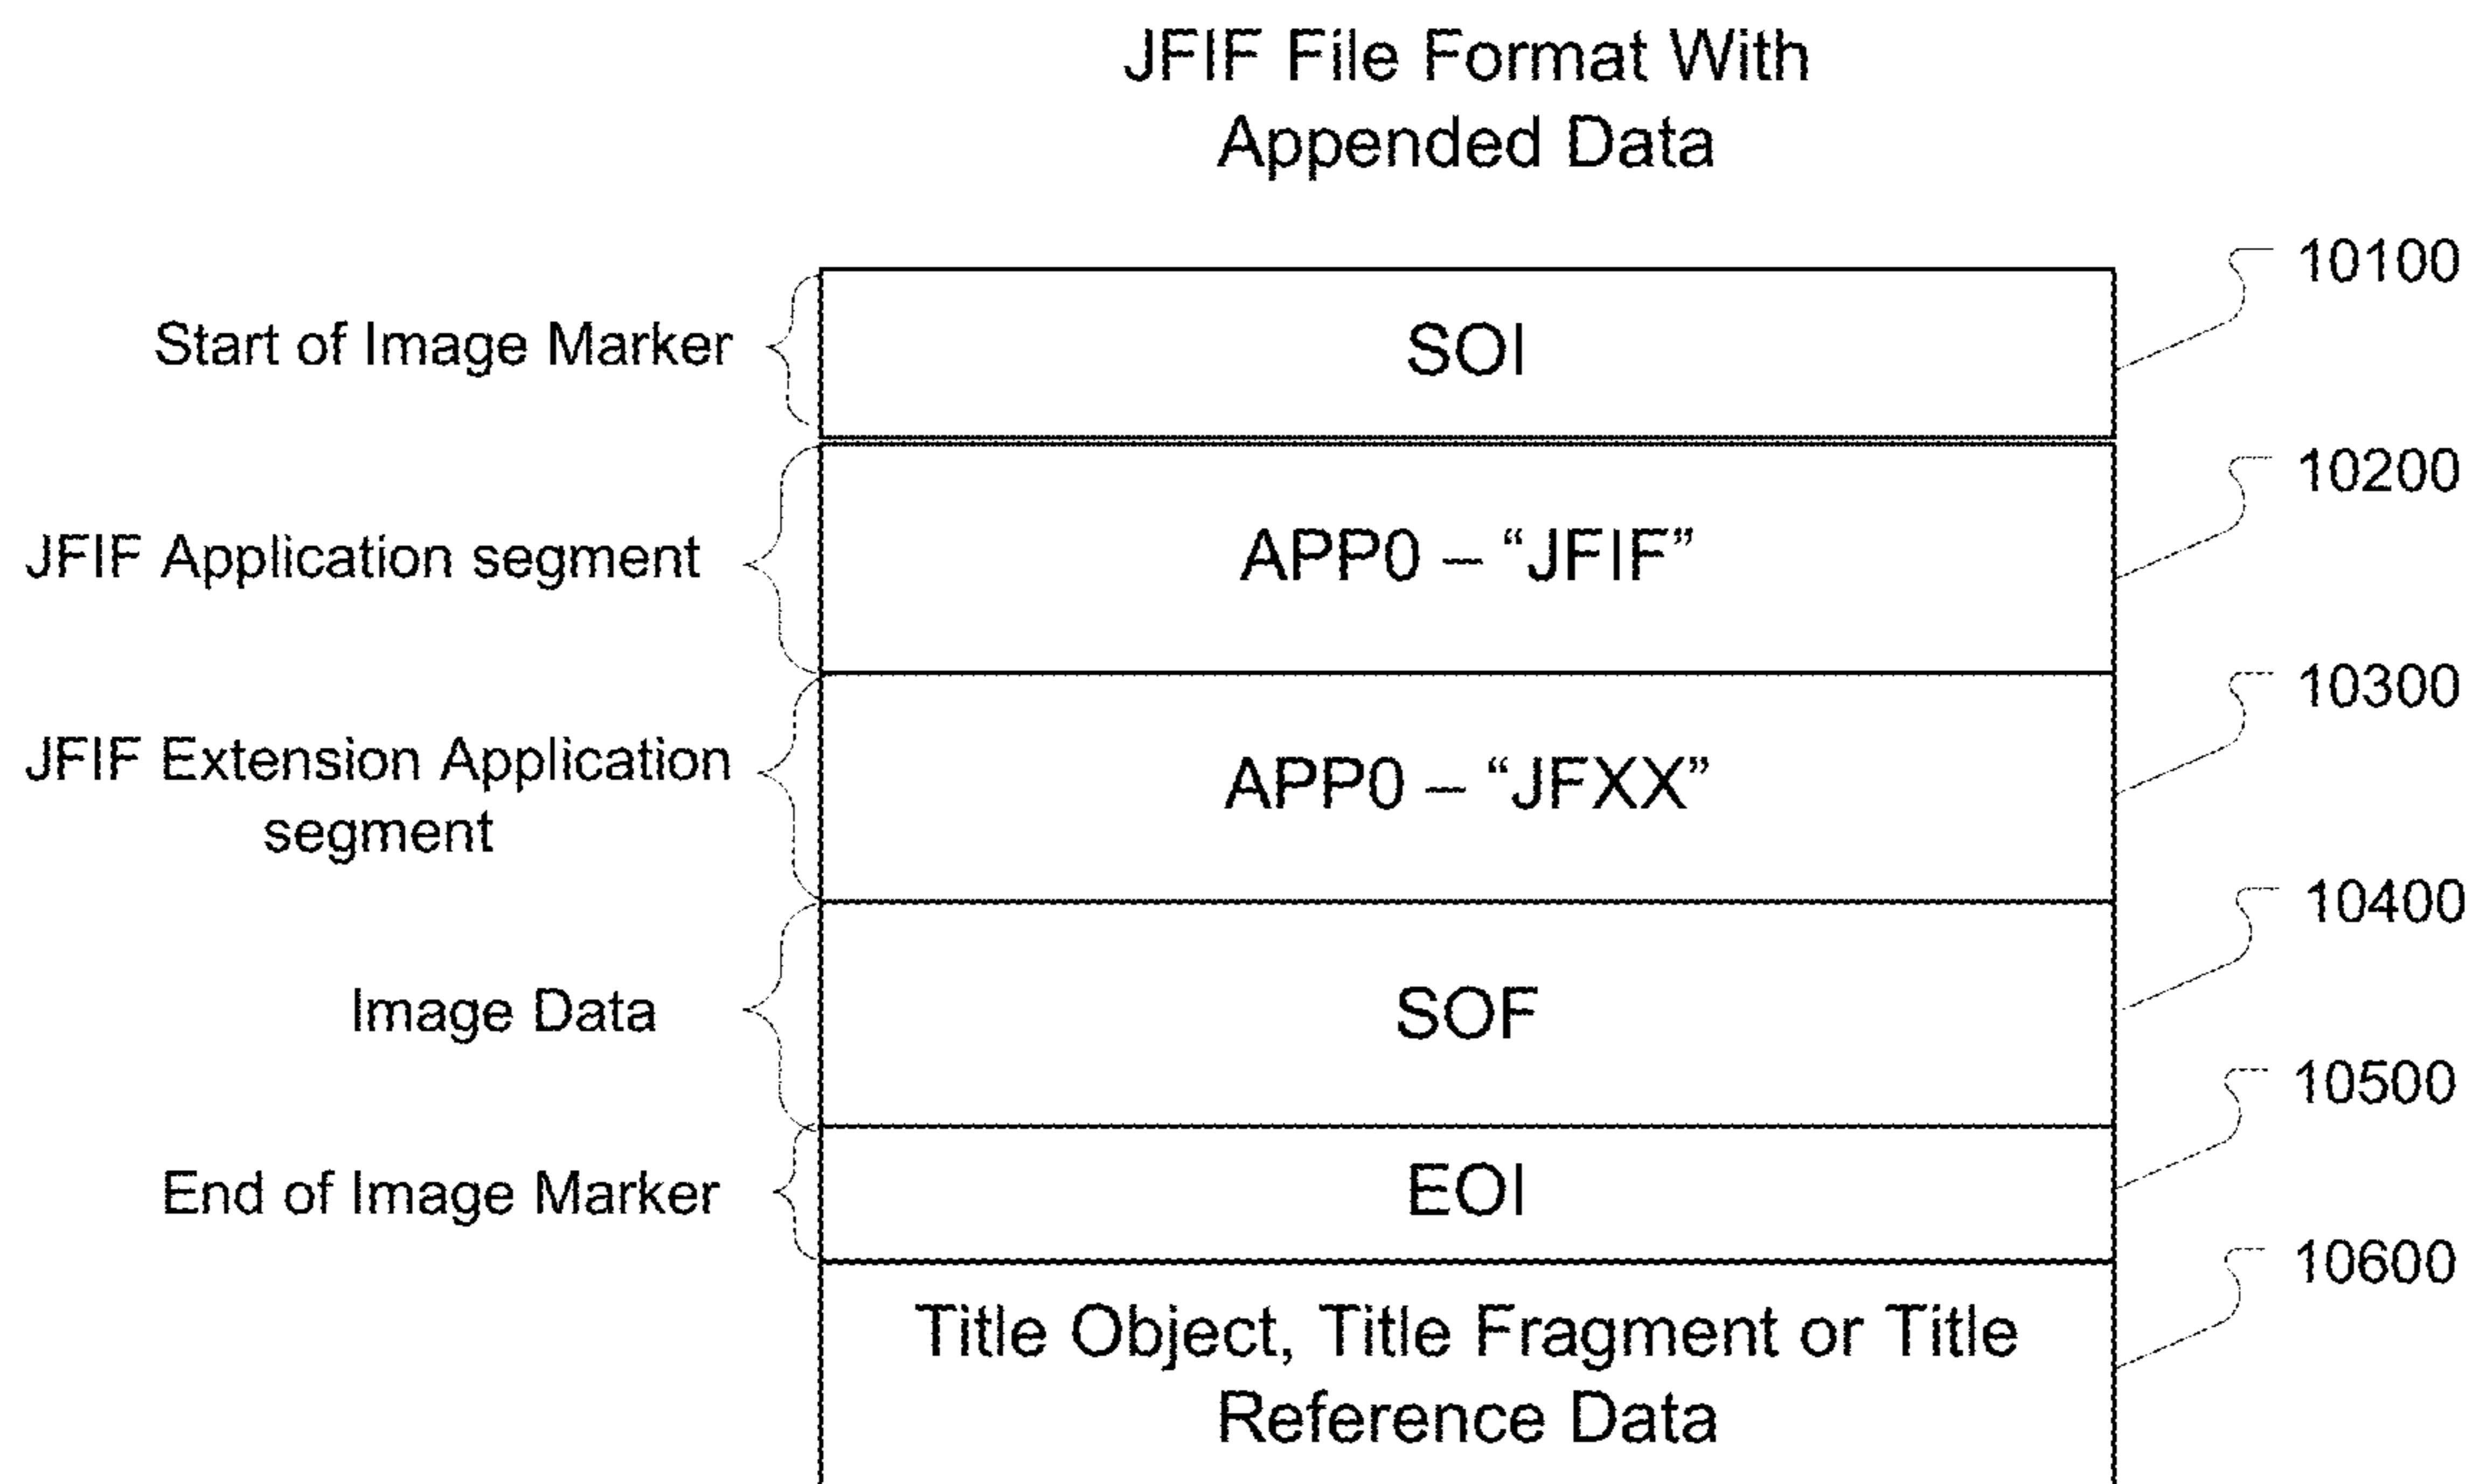 JFIF File Format With
Appended Data
10100
Start of Image Marker
SOI
10200
JFIF Application segment
APP0 – “JFIF”
10300
JFIF Extension Application
segment
APP0 – “JFXX”
10400
Image Data
SOF
10500
End of Image Marker
EOI
10600
Title Object, Title Fragment or Title
Reference Data